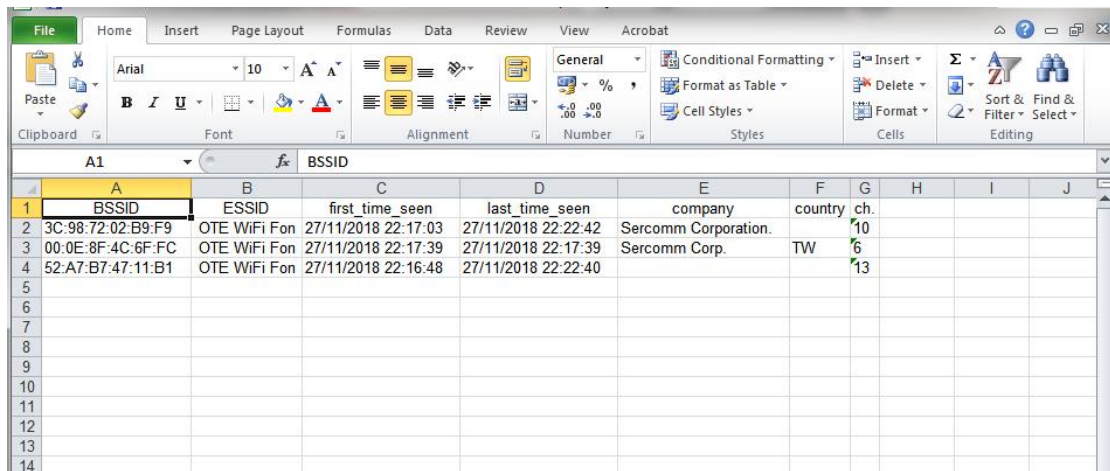 File Home Insert Page Layout Formulas Data Review View Acrobat
Paste
Arial 10 A A
B I U A
General
% ,
.0 .00
.00 .0
Conditional Formatting
Format as Table
Cell Styles
Insert
Delete
Format
Σ
Sort & Filter
Find & Select
Clipboard Font Alignment Number Styles Cells Editing
A1 fx BSSID
A B C D E F G H I J
1 BSSID ESSID first_time_seen last_time_seen company country ch.
2 3C:98:72:02:B9:F9 OTE WiFi Fon 27/11/2018 22:17:03 27/11/2018 22:22:42 Sercomm Corporation. 10
3 00:0E:8F:4C:6F:FC OTE WiFi Fon 27/11/2018 22:17:39 27/11/2018 22:17:39 Sercomm Corp. TW 6
4 52:A7:B7:47:11:B1 OTE WiFi Fon 27/11/2018 22:16:48 27/11/2018 22:22:40 13
5
6
7
8
9
10
11
12
13
14